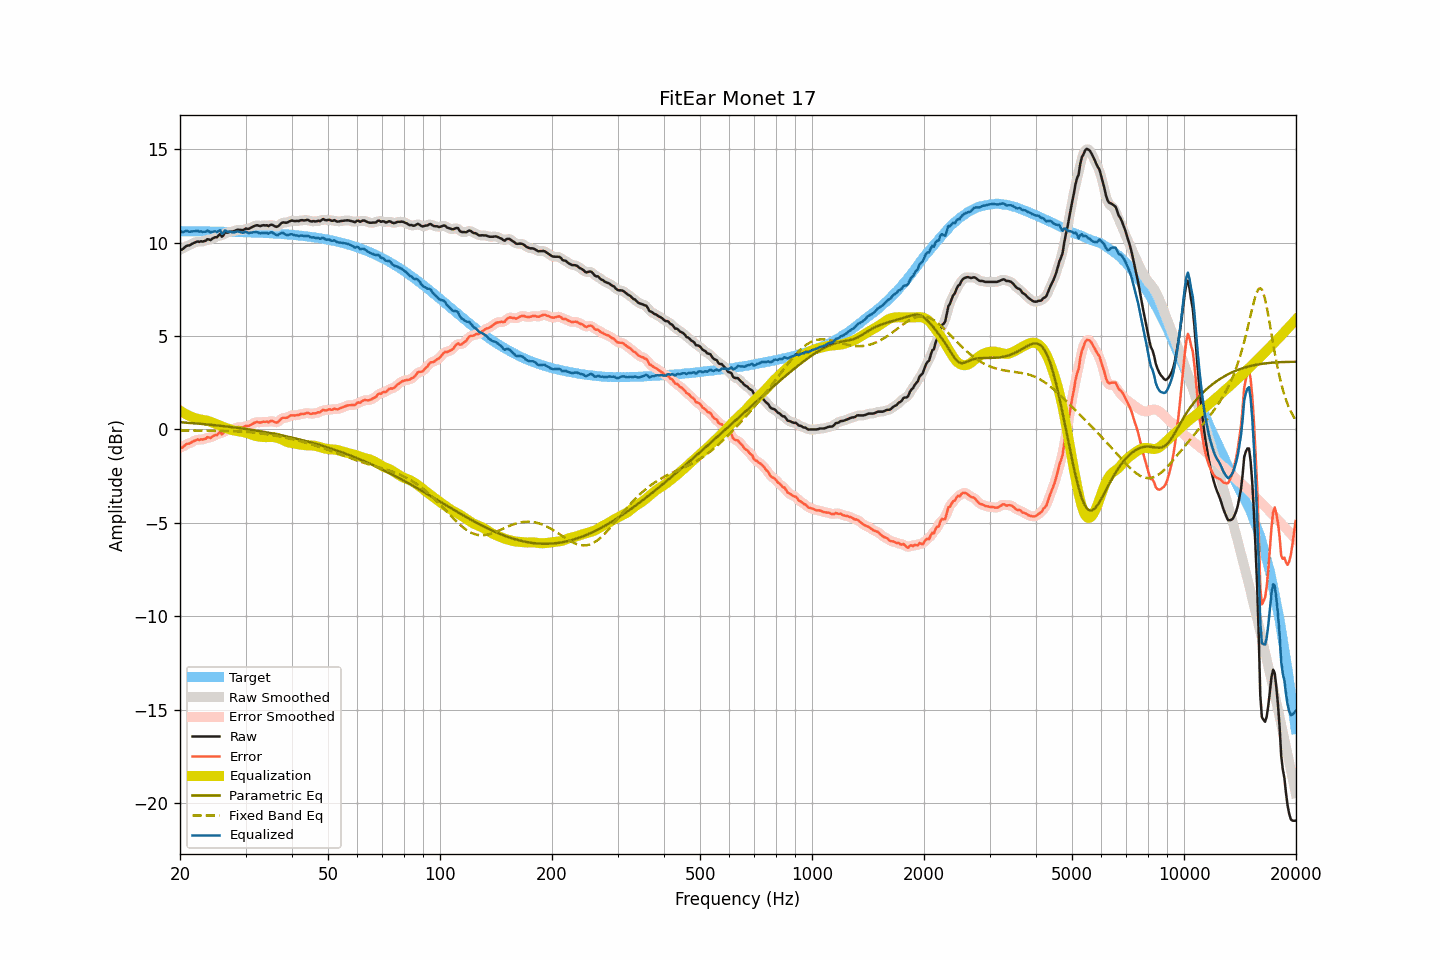 FitEar Monet 17
15
10
5
0
−5
−10
−15
−20
Amplitude (dBr)
Target
Raw Smoothed
Error Smoothed
Raw
Error
Equalization
Parametric Eq
Fixed Band Eq
Equalized
20 50 100 200 500 1000 2000 5000 10000 20000
Frequency (Hz)